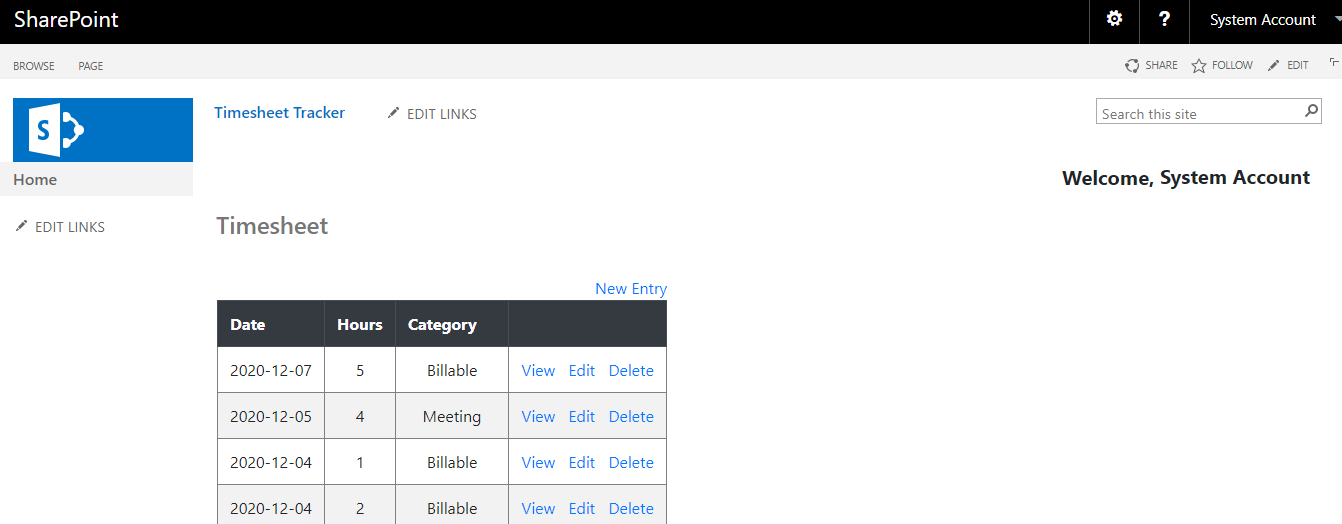 SharePoint ? System Account
BROWSE PAGE SHARE FOLLOW EDIT
S Timesheet Tracker EDIT LINKS Search this site
Home
Welcome, System Account
EDIT LINKS
Timesheet
New Entry
Date Hours Category
2020-12-07 5 Billable View Edit Delete
2020-12-05 4 Meeting View Edit Delete
2020-12-04 1 Billable View Edit Delete
2020-12-04 2 Billable View Edit Delete